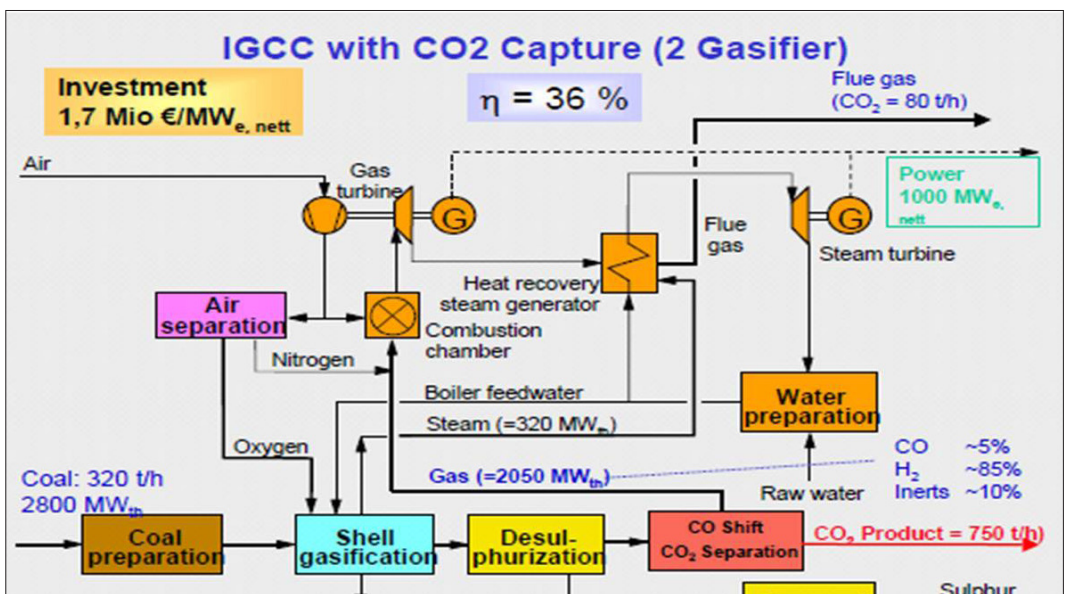 IGCC with CO2 Capture (2 Gasifier)
Investment
1,7 Mio €/MWe, nett
η = 36 %
Flue gas
(CO₂ = 80 t/h)
Air
Gas
turbine
G
Power
1000 MWe,
nett
G
Flue
gas
Steam turbine
Heat recovery
steam generator
Air
separation
Combustion
chamber
Nitrogen
Boiler feedwater
Water
preparation
Steam (=320 MWth)
Oxygen
CO ~5%
H₂ ~85%
Inerts ~10%
Coal: 320 t/h
2800 MWth
Gas (=2050 MWth)
Raw water
Coal
preparation
Shell
gasification
Desul-
phurization
CO Shift
CO₂ Separation
CO₂ Product = 750 t/h)
Sulphur